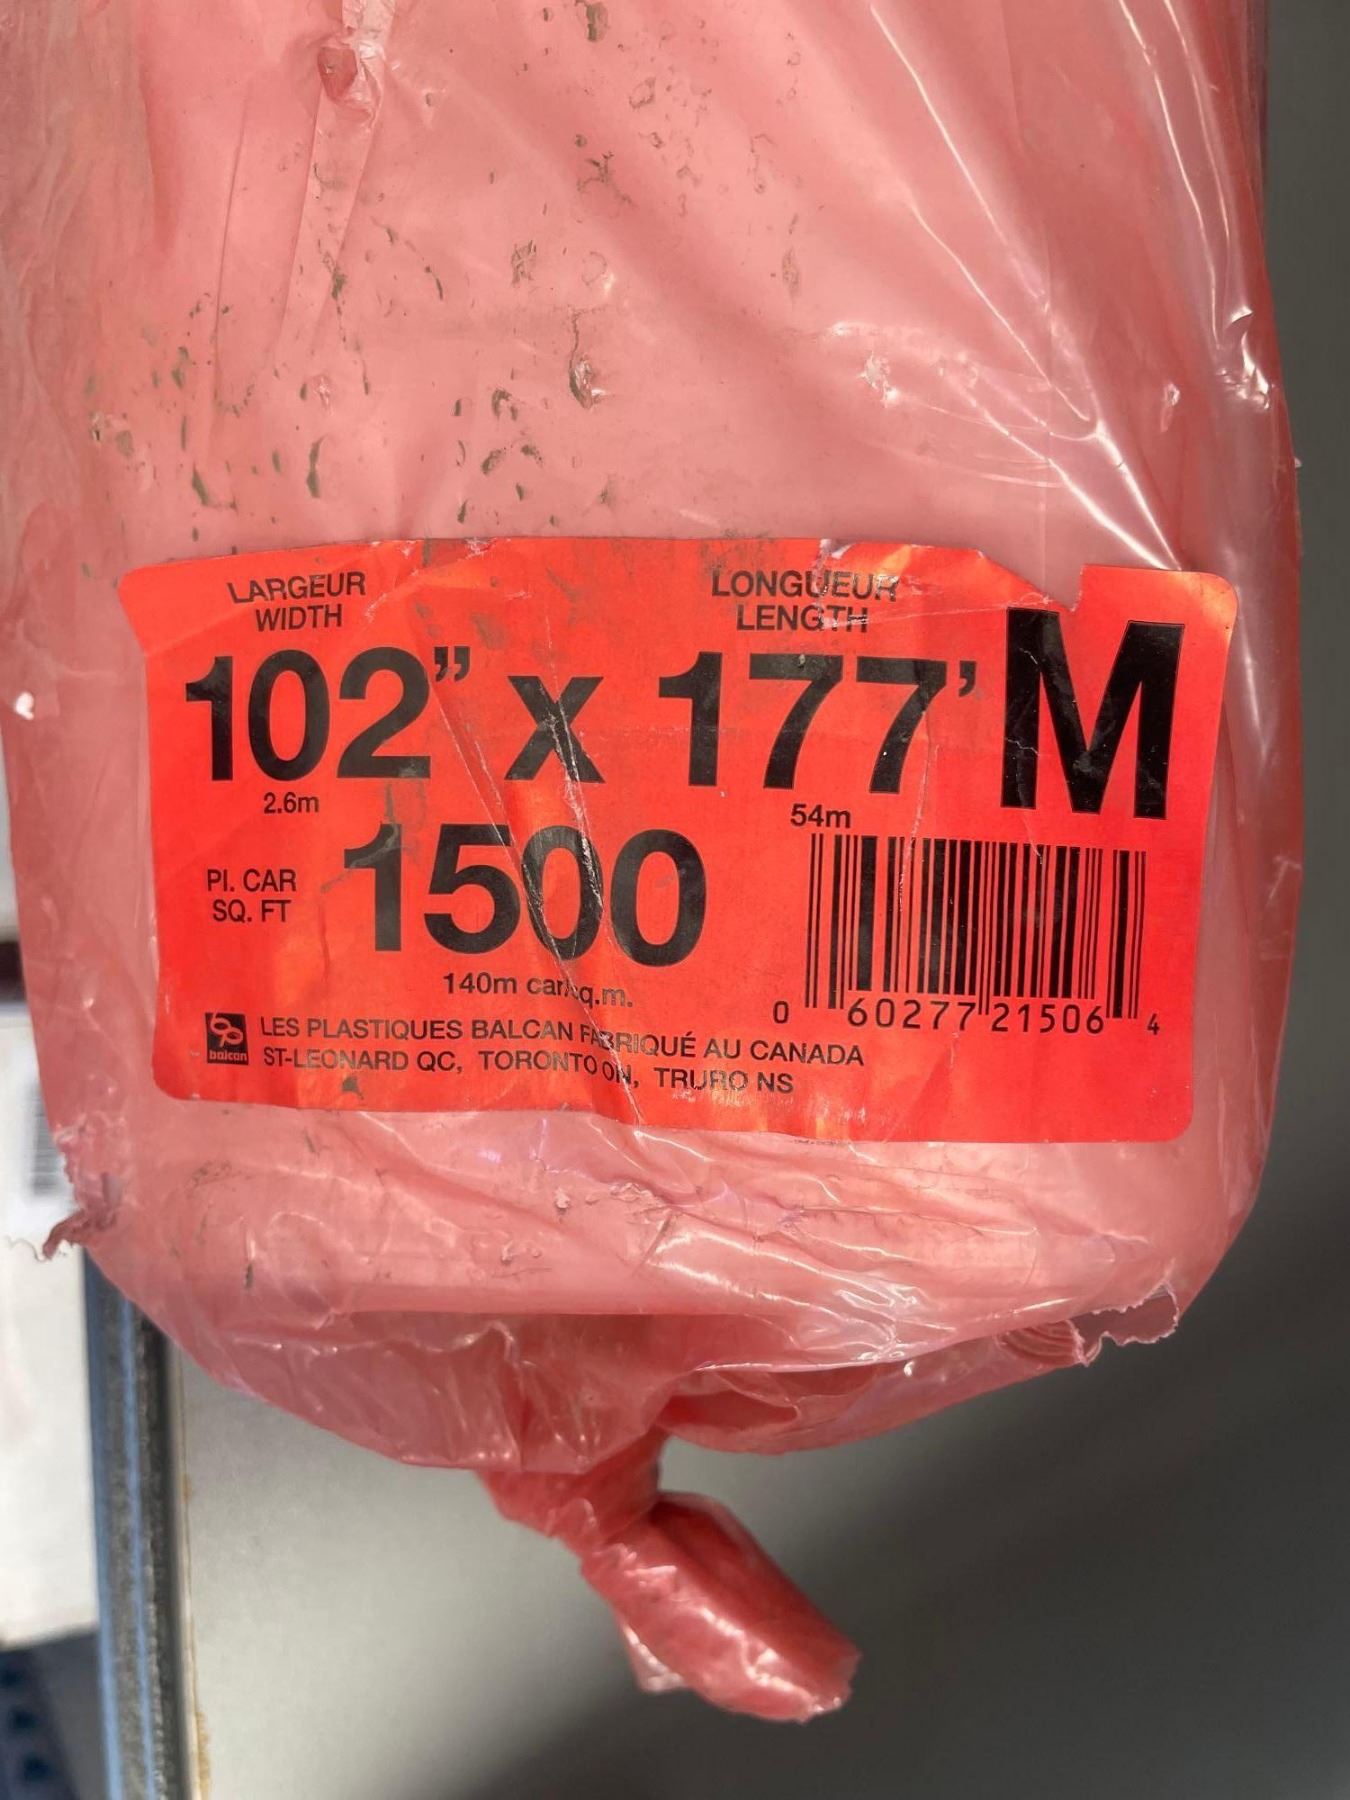 LARGEUR
WIDTH
LONGUEUR
LENGTH
102" x 177' M
2.6m
54m
PI. CAR
SQ. FT
1500
140m car/sq.m.
0 60277 21506 4
balcan
LES PLASTIQUES BALCAN FABRIQUÉ AU CANADA
ST-LEONARD QC, TORONTO ON, TRURO NS